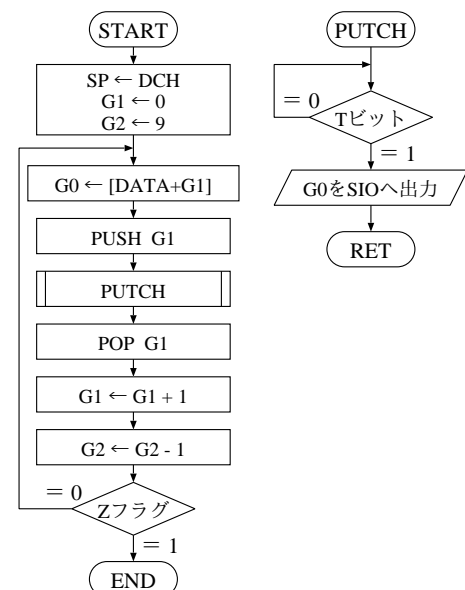 START
SP ← DCH
G1 ← 0
G2 ← 9
G0 ← [DATA+G1]
PUSH G1
PUTCH
POP G1
G1 ← G1 + 1
G2 ← G2 - 1
= 0
Zフラグ
= 1
END
PUTCH
= 0
Tビット
= 1
G0をSIOへ出力
RET